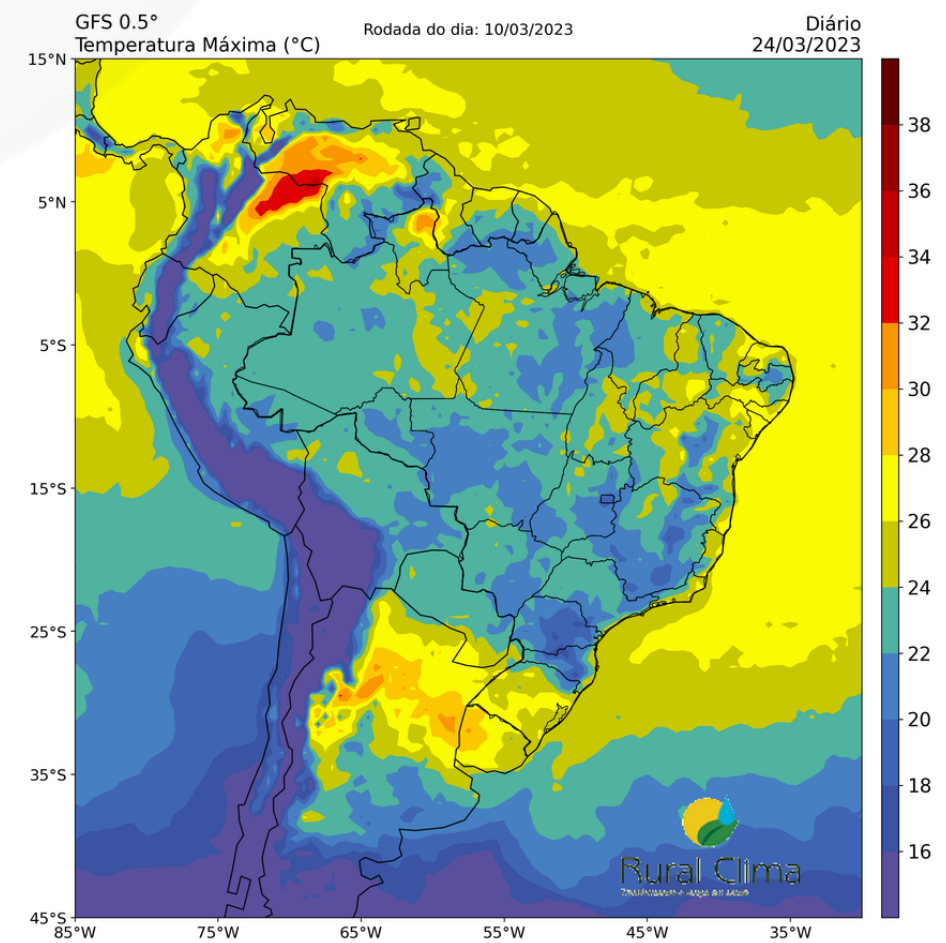 GFS 0.5°
Temperatura Máxima (°C)
Rodada do dia: 10/03/2023
Diário
24/03/2023
15°N
5°N
5°S
15°S
25°S
35°S
45°S
85°W
75°W
65°W
55°W
45°W
35°W
38
36
34
32
30
28
26
24
22
20
18
16
Rural Clima